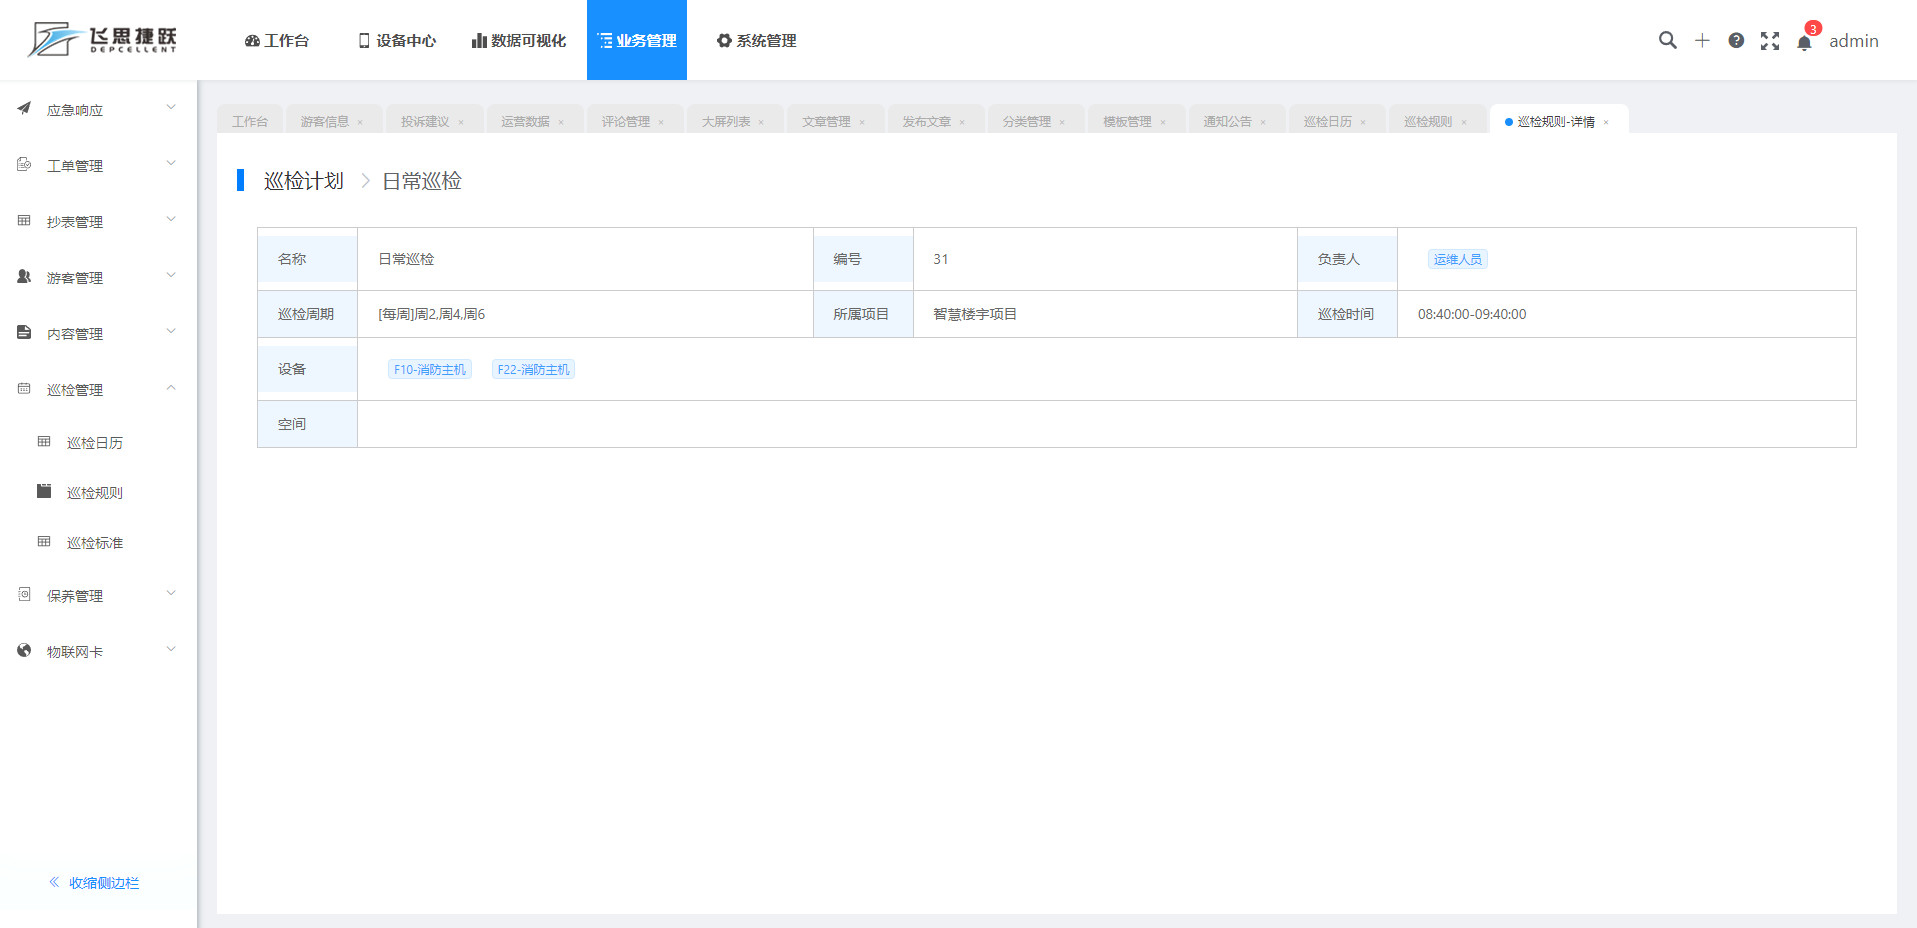 飞思捷跃
DEPCELLENT
工作台 设备中心 数据可视化 业务管理 系统管理
3
admin
应急响应
工单管理
抄表管理
游客管理
内容管理
巡检管理
巡检日历
巡检规则
巡检标准
保养管理
物联网卡
收缩侧边栏
工作台 游客信息 × 投诉建议 × 运营数据 × 评论管理 × 大屏列表 × 文章管理 × 发布文章 × 分类管理 × 模板管理 × 通知公告 × 巡检日历 × 巡检规则 × 巡检规则-详情 ×
巡检计划 > 日常巡检
名称 日常巡检 编号 31 负责人 运维人员
巡检周期 [每周]周2,周4,周6 所属项目 智慧楼宇项目 巡检时间 08:40:00-09:40:00
设备 F10-消防主机 F22-消防主机
空间